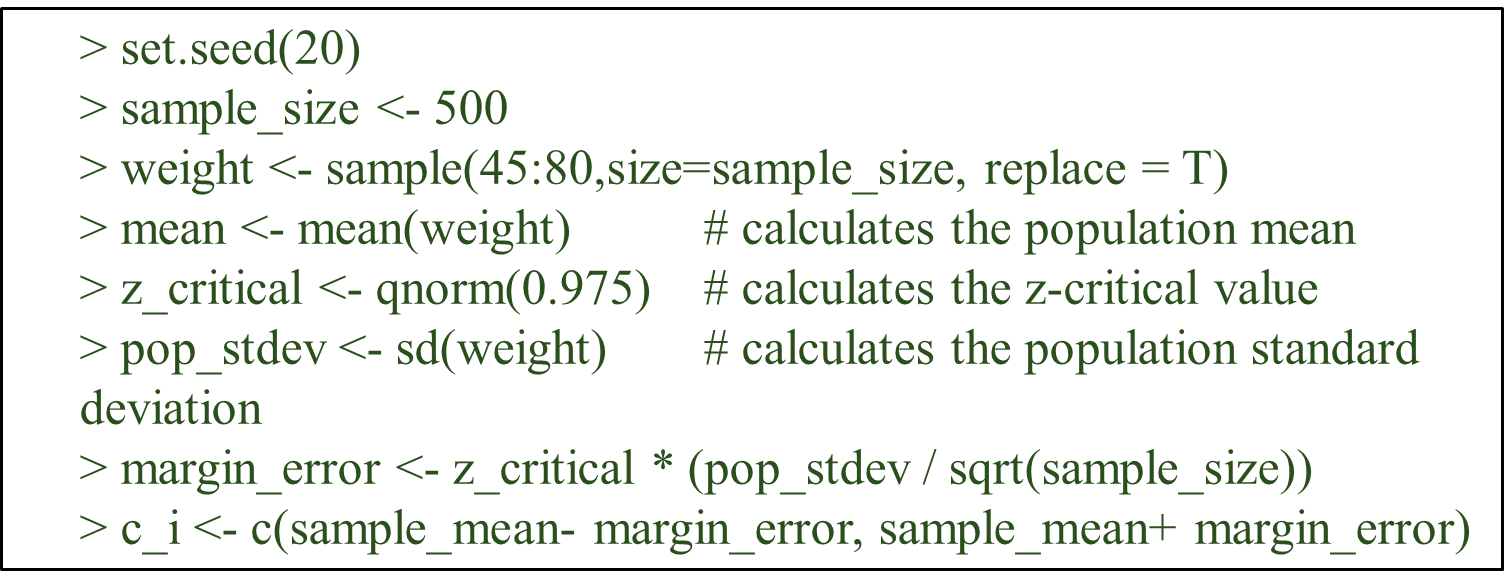 > set.seed(20)
> sample_size <- 500
> weight <- sample(45:80,size=sample_size, replace = T)
> mean <- mean(weight) # calculates the population mean
> z_critical <- qnorm(0.975) # calculates the z-critical value
> pop_stdev <- sd(weight) # calculates the population standard
deviation
> margin_error <- z_critical * (pop_stdev / sqrt(sample_size))
> c_i <- c(sample_mean- margin_error, sample_mean+ margin_error)